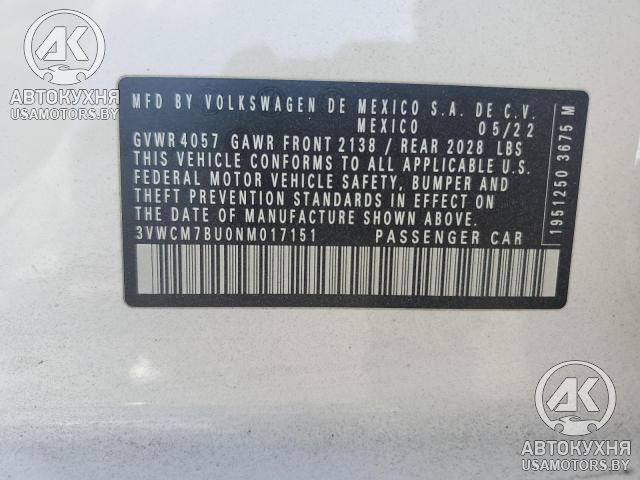 MFD BY VOLKSWAGEN DE MEXICO S.A. DE C.V.
MEXICO 05/22
GVWR 4057 GAWR FRONT 2138 / REAR 2028 LBS
THIS VEHICLE CONFORMS TO ALL APPLICABLE U.S.
FEDERAL MOTOR VEHICLE SAFETY, BUMPER AND
THEFT PREVENTION STANDARDS IN EFFECT ON THE
DATE OF MANUFACTURE SHOWN ABOVE.
3VWCM7BU0NM017151 PASSENGER CAR
1951250 3675 M
АК
АВТОКУХНЯ
USAMOTORS.BY
АК
АВТОКУХНЯ
USAMOTORS.BY